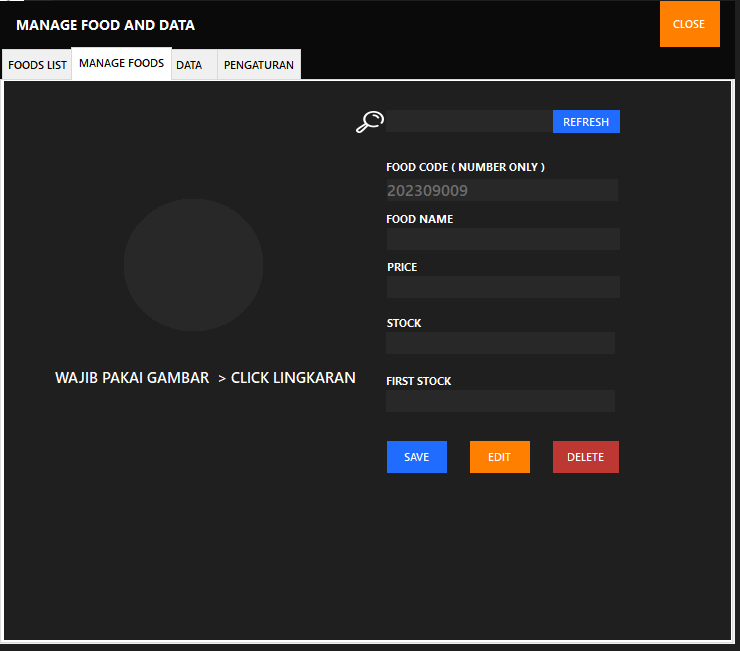 MANAGE FOOD AND DATA
CLOSE
FOODS LIST
MANAGE FOODS
DATA
PENGATURAN
REFRESH
FOOD CODE ( NUMBER ONLY )
202309009
FOOD NAME
PRICE
STOCK
WAJIB PAKAI GAMBAR > CLICK LINGKARAN
FIRST STOCK
SAVE
EDIT
DELETE